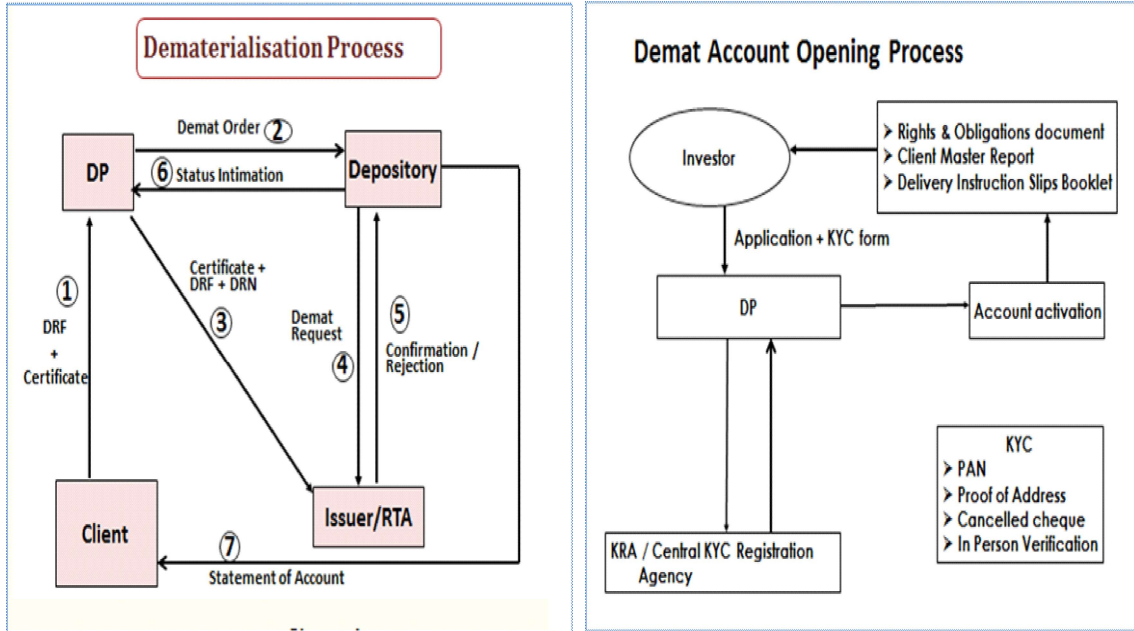 Dematerialisation Process
Demat Order ②
DP
Depository
⑥ Status Intimation
①
DRF
+
Certificate
Certificate +
DRF + DRN
③
Demat
Request
④
⑤
Confirmation /
Rejection
Client
Issuer/RTA
⑦
Statement of Account
Demat Account Opening Process
Investor
➤ Rights & Obligations document
➤ Client Master Report
➤ Delivery Instruction Slips Booklet
Application + KYC form
DP
Account activation
KYC
➤ PAN
➤ Proof of Address
➤ Cancelled cheque
➤ In Person Verification
KRA / Central KYC Registration
Agency